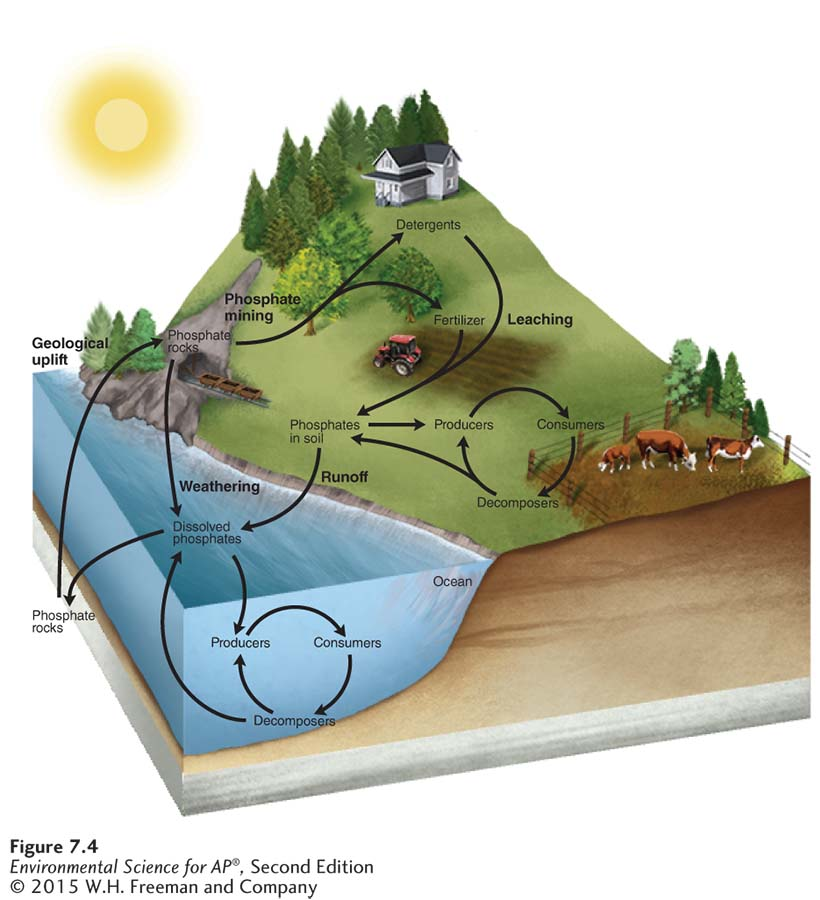 Detergents
Phosphate
mining
Fertilizer
Leaching
Geological
uplift
Phosphate
rocks
Phosphates
in soil
Producers
Consumers
Runoff
Weathering
Decomposers
Dissolved
phosphates
Ocean
Phosphate
rocks
Producers
Consumers
Decomposers
Figure 7.4
Environmental Science for AP®, Second Edition
© 2015 W.H. Freeman and Company